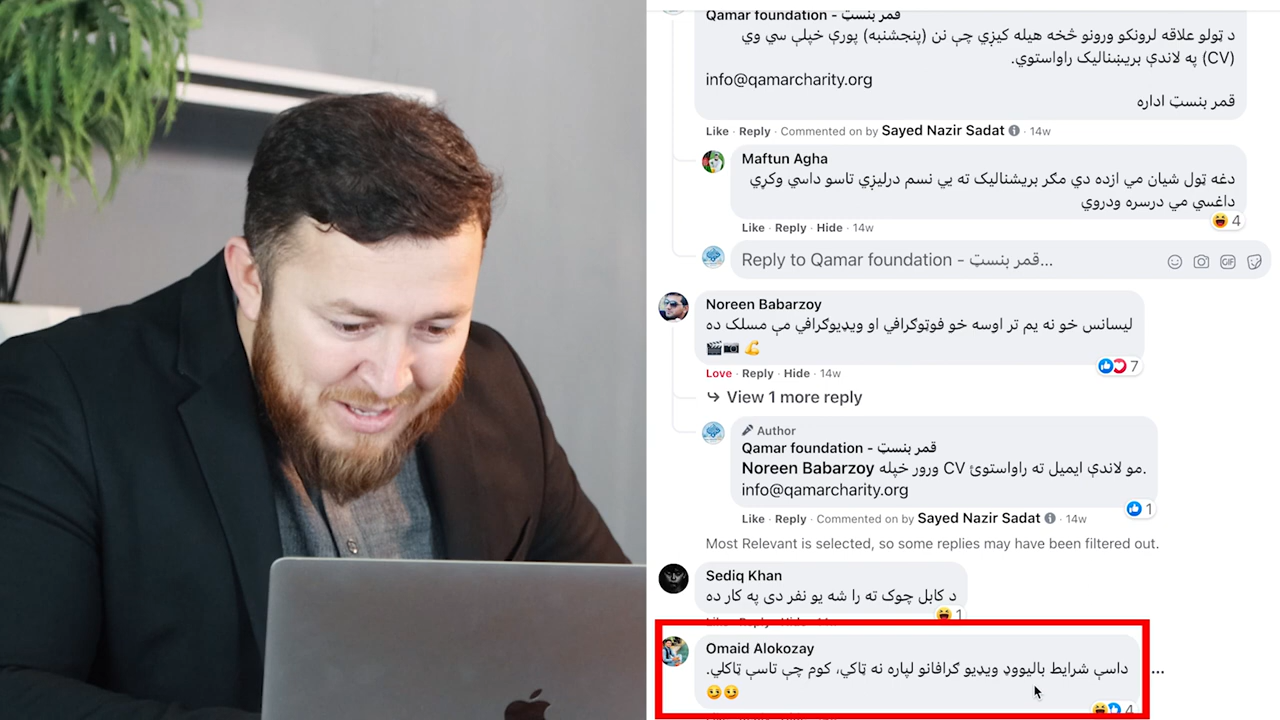 Qamar foundation - قمر بنسټ
د ټولو علاقه لرونکو ورونو څخه هیله کیږي چې نن (پنجشنبه) پورې خپلې سي وي
(CV) په لاندې بریښنالیک راواستوي.
info@qamarcharity.org
قمر بنسټ اداره
Like · Reply · Commented on by Sayed Nazir Sadat · 14w
Maftun Agha
دغه ټول شیان مي ازده دي مګر بریشنالیک ته یې نسم درلیزي تاسو داسي وکړي
داغسي مي درسره ودروي
4
Like · Reply · Hide · 14w
Reply to Qamar foundation - قمر بنسټ...
GIF
Noreen Babarzoy
لیسانس خو نه یم تر اوسه خو فوټوګرافي او ویډیوګرافي مې مسلک ده
🎬📷 💪
7
Love · Reply · Hide · 14w
View 1 more reply
Author
Qamar foundation - قمر بنسټ
Noreen Babarzoy ورور خپله CV مو لاندې ایمیل ته راواستوئ.
info@qamarcharity.org
1
Like · Reply · Commented on by Sayed Nazir Sadat · 14w
Most Relevant is selected, so some replies may have been filtered out.
Sediq Khan
د کابل چوک ته را شه یو نفر دی په کار ده
1
Omaid Alokozay
داسې شرایط بالیووډ ویډیو ګرافانو لپاره نه ټاکي، کوم چې تاسې ټاکلي.
...
4